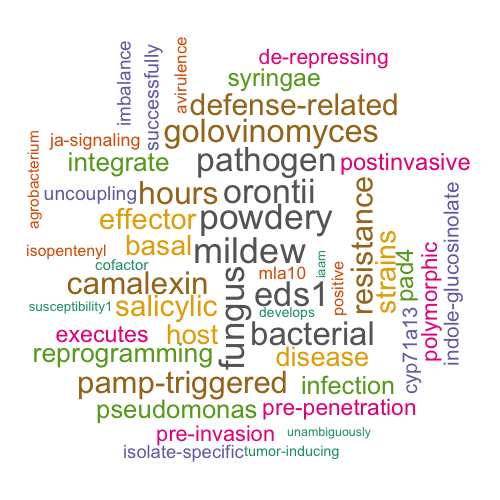 imbalance
successfully
avirulence
de-repressing
syringae
defense-related
golovinomyces
ja-signaling
integrate
pathogen
postinvasive
agrobacterium
uncoupling
hours
orontii
effector
powdery
resistance
basal
mildew
strains
pad4
polymorphic
indole-glucosinolate
isopentenyl
cofactor
mla10
iaam
positive
camalexin
fungus
eds1
cyp71a13
susceptibility1
salicylic
develops
executes
host
bacterial
reprogramming
disease
pamp-triggered
infection
pseudomonas
pre-penetration
pre-invasion
unambiguously
isolate-specific
tumor-inducing